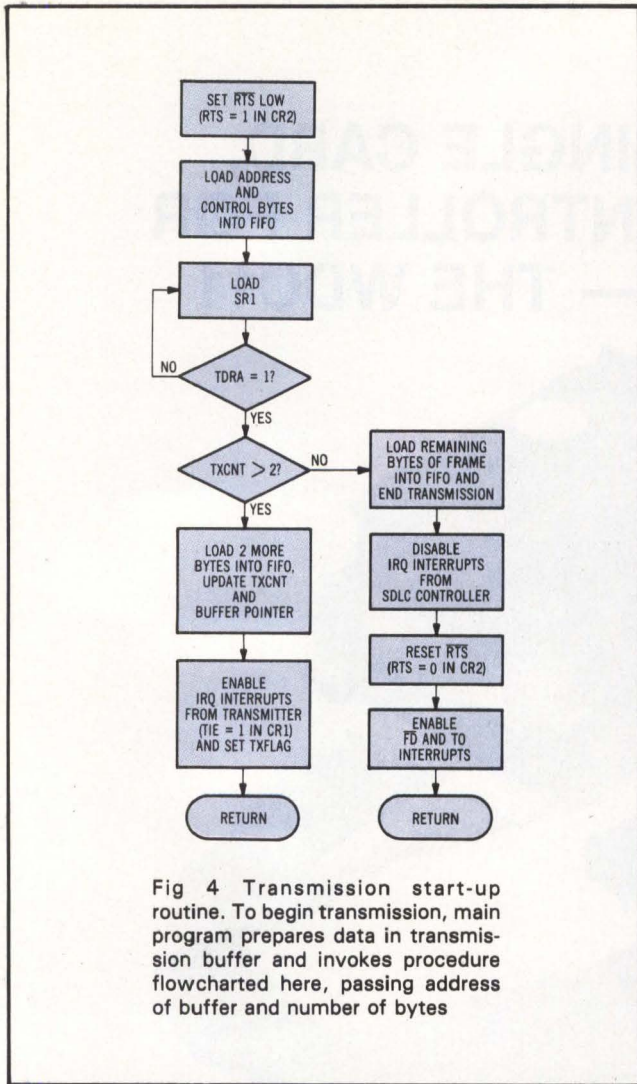 SET R̅T̅S̅ LOW
(RTS = 1 IN CR2)
LOAD ADDRESS
AND
CONTROL BYTES
INTO FIFO
LOAD
SR1
NO
TDRA = 1?
YES
TXCNT > 2?
NO
YES
LOAD 2 MORE
BYTES INTO FIFO,
UPDATE TXCNT
AND
BUFFER POINTER
ENABLE
IRQ INTERRUPTS
FROM TRANSMITTER
(TIE = 1 IN CR1)
AND SET TXFLAG
RETURN
LOAD REMAINING
BYTES OF FRAME
INTO FIFO AND
END TRANSMISSION
DISABLE
IRQ INTERRUPTS
FROM
SDLC CONTROLLER
RESET R̅T̅S̅
(RTS = 0 IN CR2)
ENABLE
F̅D̅ AND TO
INTERRUPTS
RETURN
Fig 4 Transmission start-up
routine. To begin transmission, main
program prepares data in transmis-
sion buffer and invokes procedure
flowcharted here, passing address
of buffer and number of bytes